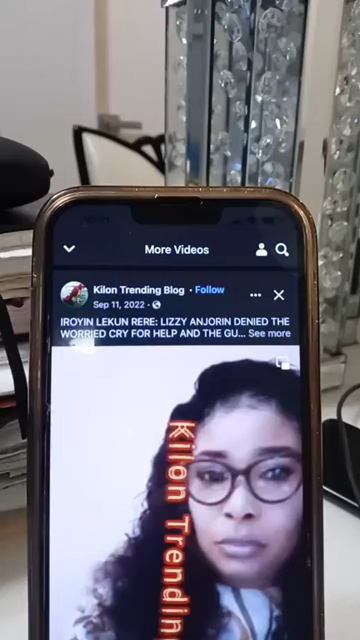 More Videos
Kilon Trending Blog · Follow
Sep 11, 2022 ·
IROYIN LEKUN RERE: LIZZY ANJORIN DENIED THE
WORRIED CRY FOR HELP AND THE GU... See more
Kilon Trendin